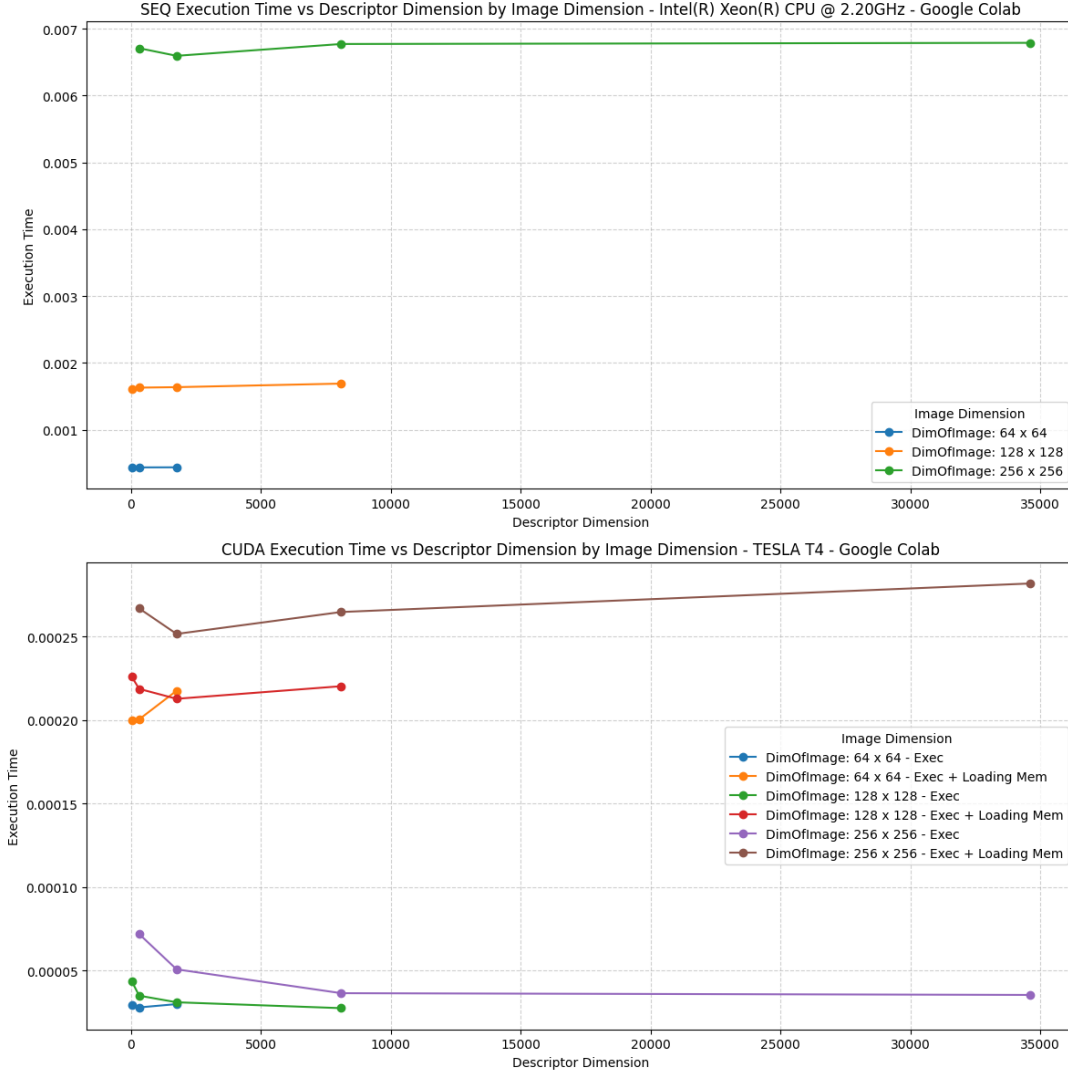 SEQ Execution Time vs Descriptor Dimension by Image Dimension - Intel(R) Xeon(R) CPU @ 2.20GHz - Google Colab
0.007
0.006
0.005
0.004
0.003
0.002
0.001
Execution Time
Image Dimension
DimOfImage: 64 x 64
DimOfImage: 128 x 128
DimOfImage: 256 x 256
0 5000 10000 15000 20000 25000 30000 35000
Descriptor Dimension
CUDA Execution Time vs Descriptor Dimension by Image Dimension - TESLA T4 - Google Colab
0.00025
0.00020
0.00015
0.00010
0.00005
Execution Time
Image Dimension
DimOfImage: 64 x 64 - Exec
DimOfImage: 64 x 64 - Exec + Loading Mem
DimOfImage: 128 x 128 - Exec
DimOfImage: 128 x 128 - Exec + Loading Mem
DimOfImage: 256 x 256 - Exec
DimOfImage: 256 x 256 - Exec + Loading Mem
0 5000 10000 15000 20000 25000 30000 35000
Descriptor Dimension